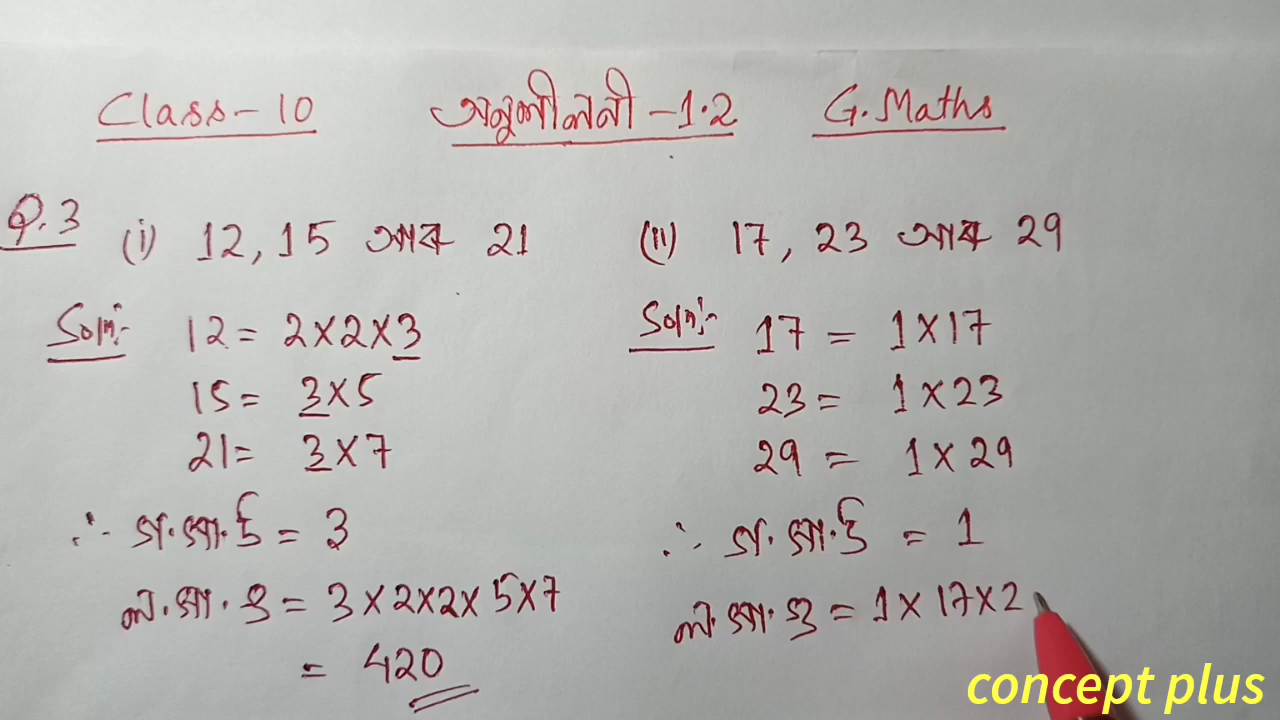 Class-10 অনুশীলনী-1.2 G.Maths
Q.3 (i) 12, 15 আৰু 21
Soln:-
12 = 2×2×3
15 = 3×5
21 = 3×7
∴ গ.সা.উ = 3
ল.সা.গু = 3×2×2×5×7
= 420
(ii) 17, 23 আৰু 29
Soln:-
17 = 1×17
23 = 1×23
29 = 1×29
∴ গ.সা.উ = 1
ল.সা.গু = 1×17×2
concept plus